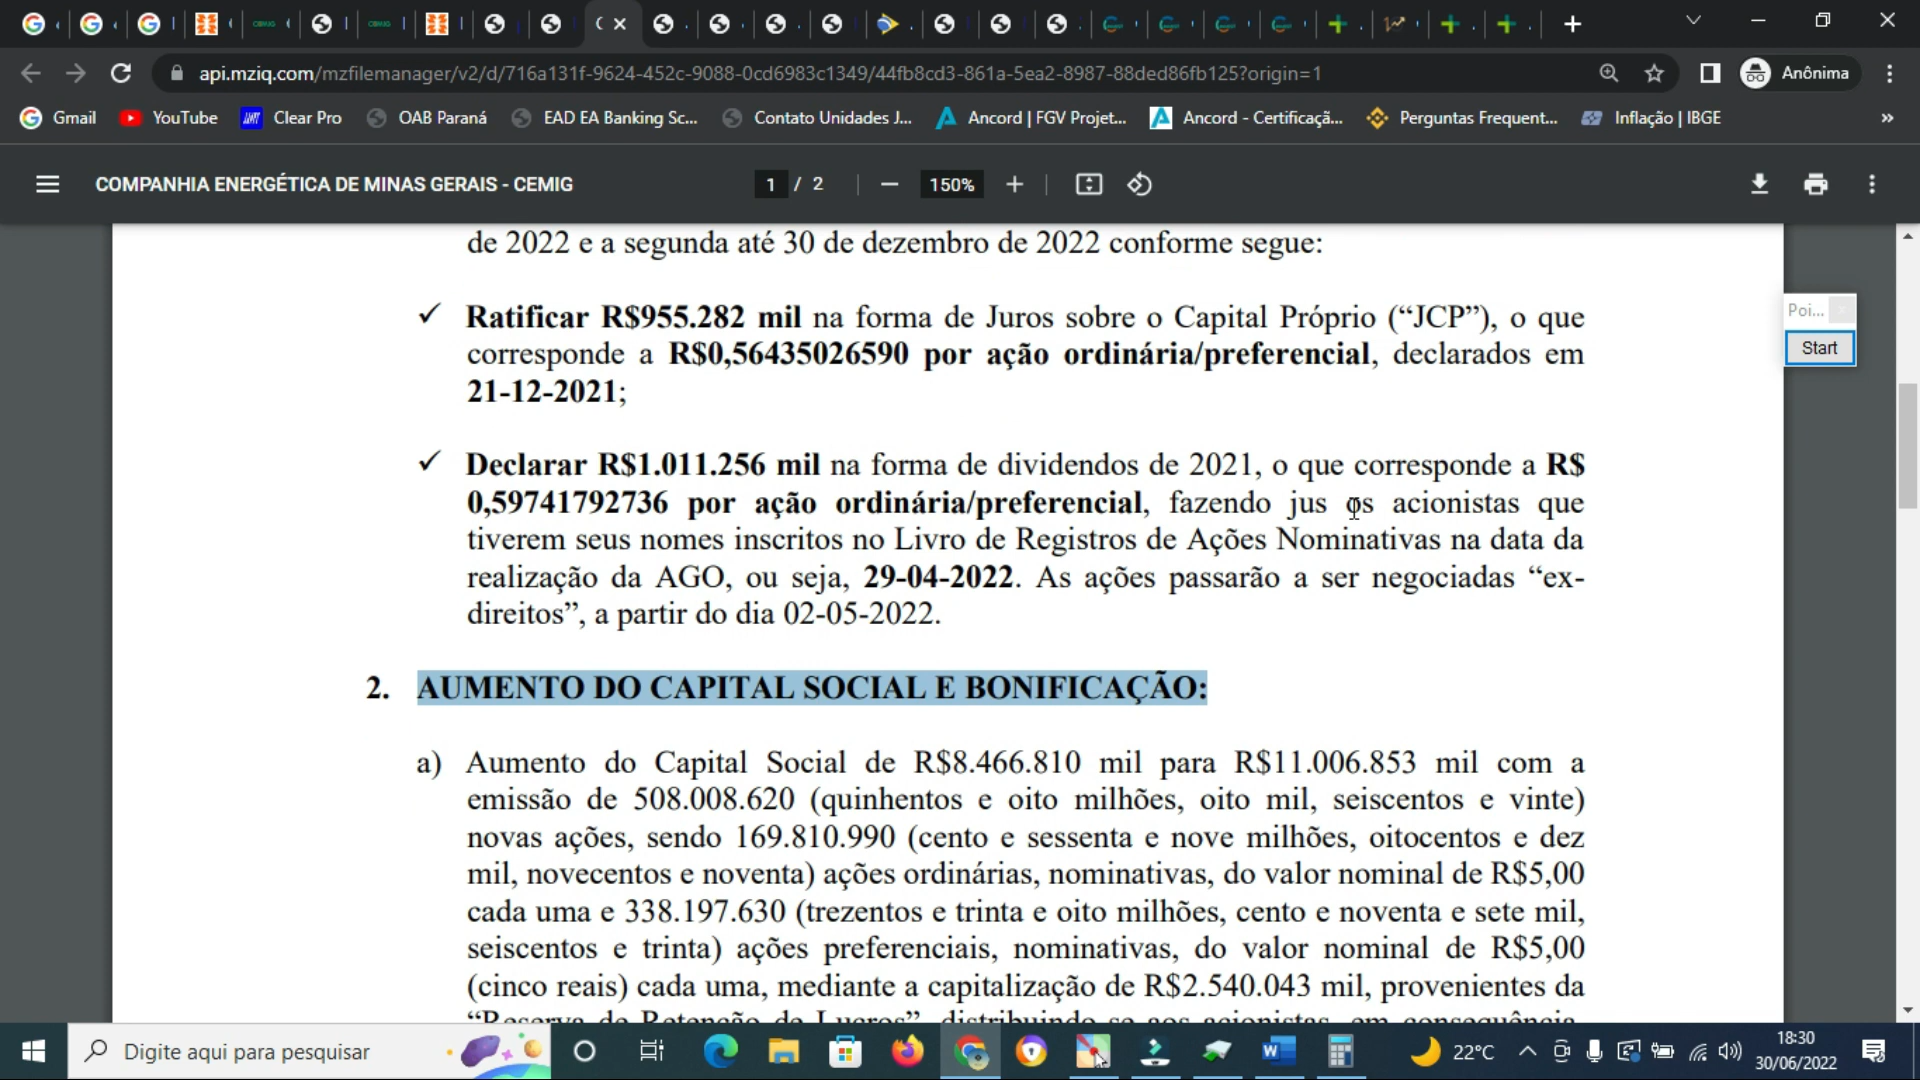 api.mziq.com/mzfilemanager/v2/d/716a131f-9624-452c-9088-0cd6983c1349/44fb8cd3-861a-5ea2-8987-88ded86fb125?origin=1
Anônima
Gmail YouTube Clear Pro OAB Paraná EAD EA Banking Sc... Contato Unidades J... Ancord | FGV Projet... Ancord - Certificaçã... Perguntas Frequent... Inflação | IBGE »
COMPANHIA ENERGÉTICA DE MINAS GERAIS - CEMIG 1 / 2 150%
de 2022 e a segunda até 30 de dezembro de 2022 conforme segue:
✓ Ratificar R$955.282 mil na forma de Juros sobre o Capital Próprio (“JCP”), o que
corresponde a R$0,56435026590 por ação ordinária/preferencial, declarados em
21-12-2021;
✓ Declarar R$1.011.256 mil na forma de dividendos de 2021, o que corresponde a R$
0,59741792736 por ação ordinária/preferencial, fazendo jus os acionistas que
tiverem seus nomes inscritos no Livro de Registros de Ações Nominativas na data da
realização da AGO, ou seja, 29-04-2022. As ações passarão a ser negociadas “ex-
direitos”, a partir do dia 02-05-2022.
2. AUMENTO DO CAPITAL SOCIAL E BONIFICAÇÃO:
a) Aumento do Capital Social de R$8.466.810 mil para R$11.006.853 mil com a
emissão de 508.008.620 (quinhentos e oito milhões, oito mil, seiscentos e vinte)
novas ações, sendo 169.810.990 (cento e sessenta e nove milhões, oitocentos e dez
mil, novecentos e noventa) ações ordinárias, nominativas, do valor nominal de R$5,00
cada uma e 338.197.630 (trezentos e trinta e oito milhões, cento e noventa e sete mil,
seiscentos e trinta) ações preferenciais, nominativas, do valor nominal de R$5,00
(cinco reais) cada uma, mediante a capitalização de R$2.540.043 mil, provenientes da
“Reserva de Retenção de Lucros”, distribuindo-se aos acionistas, em consequência,
Poi...
Start
Digite aqui para pesquisar
22°C
18:30
30/06/2022